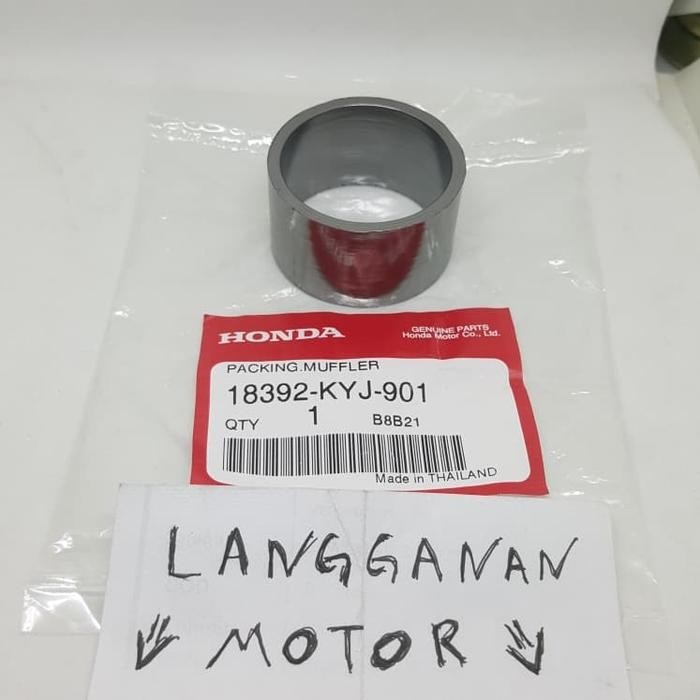 HONDA
GENUINE PARTS
Honda Motor Co., Ltd.
PACKING.MUFFLER
18392-KYJ-901
QTY 1 B8B21
Made in THAILAND
LANGGANAN
MOTOR